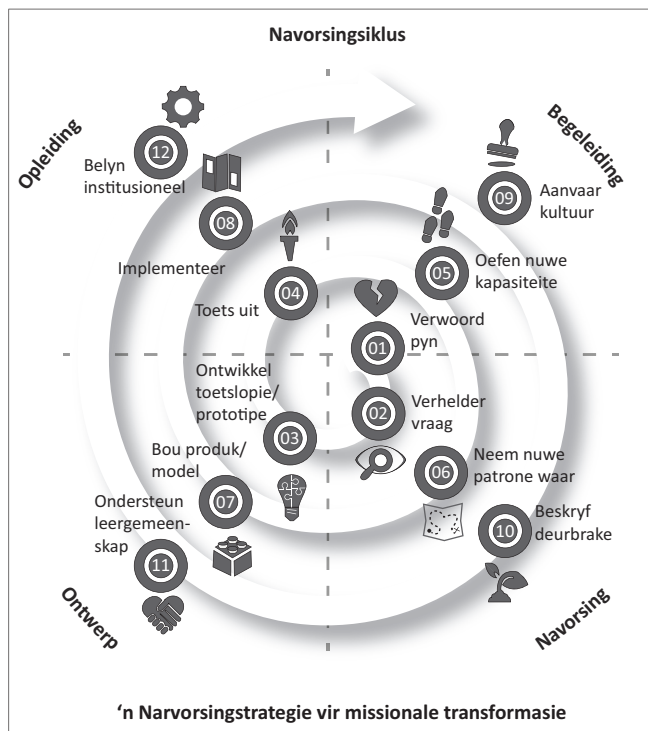 Navorsingsiklus
Opleiding
Begeleiding
12
Belyn
institusioneel
09
Aanvaar
kultuur
08
Implementeer
05
Oefen nuwe
kapasiteite
04
Toets uit
01
Verwoord
pyn
Ontwikkel
toetslopie/
prototipe
03
02
Verhelder
vraag
Bou produk/
model
07
06
Neem nuwe
patrone waar
Ondersteun
leergemeen-
skap
11
10
Beskryf
deurbrake
Ontwerp
Navorsing
‘n Narvorsingstrategie vir missionale transformasie